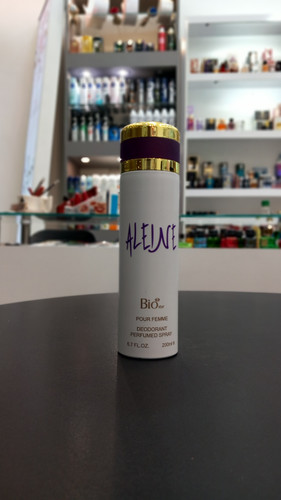 ALEINE
Bio
POUR FEMME
DEODORANT
PERFUMED SPRAY
6.7 FL.OZ. 200ml ℮